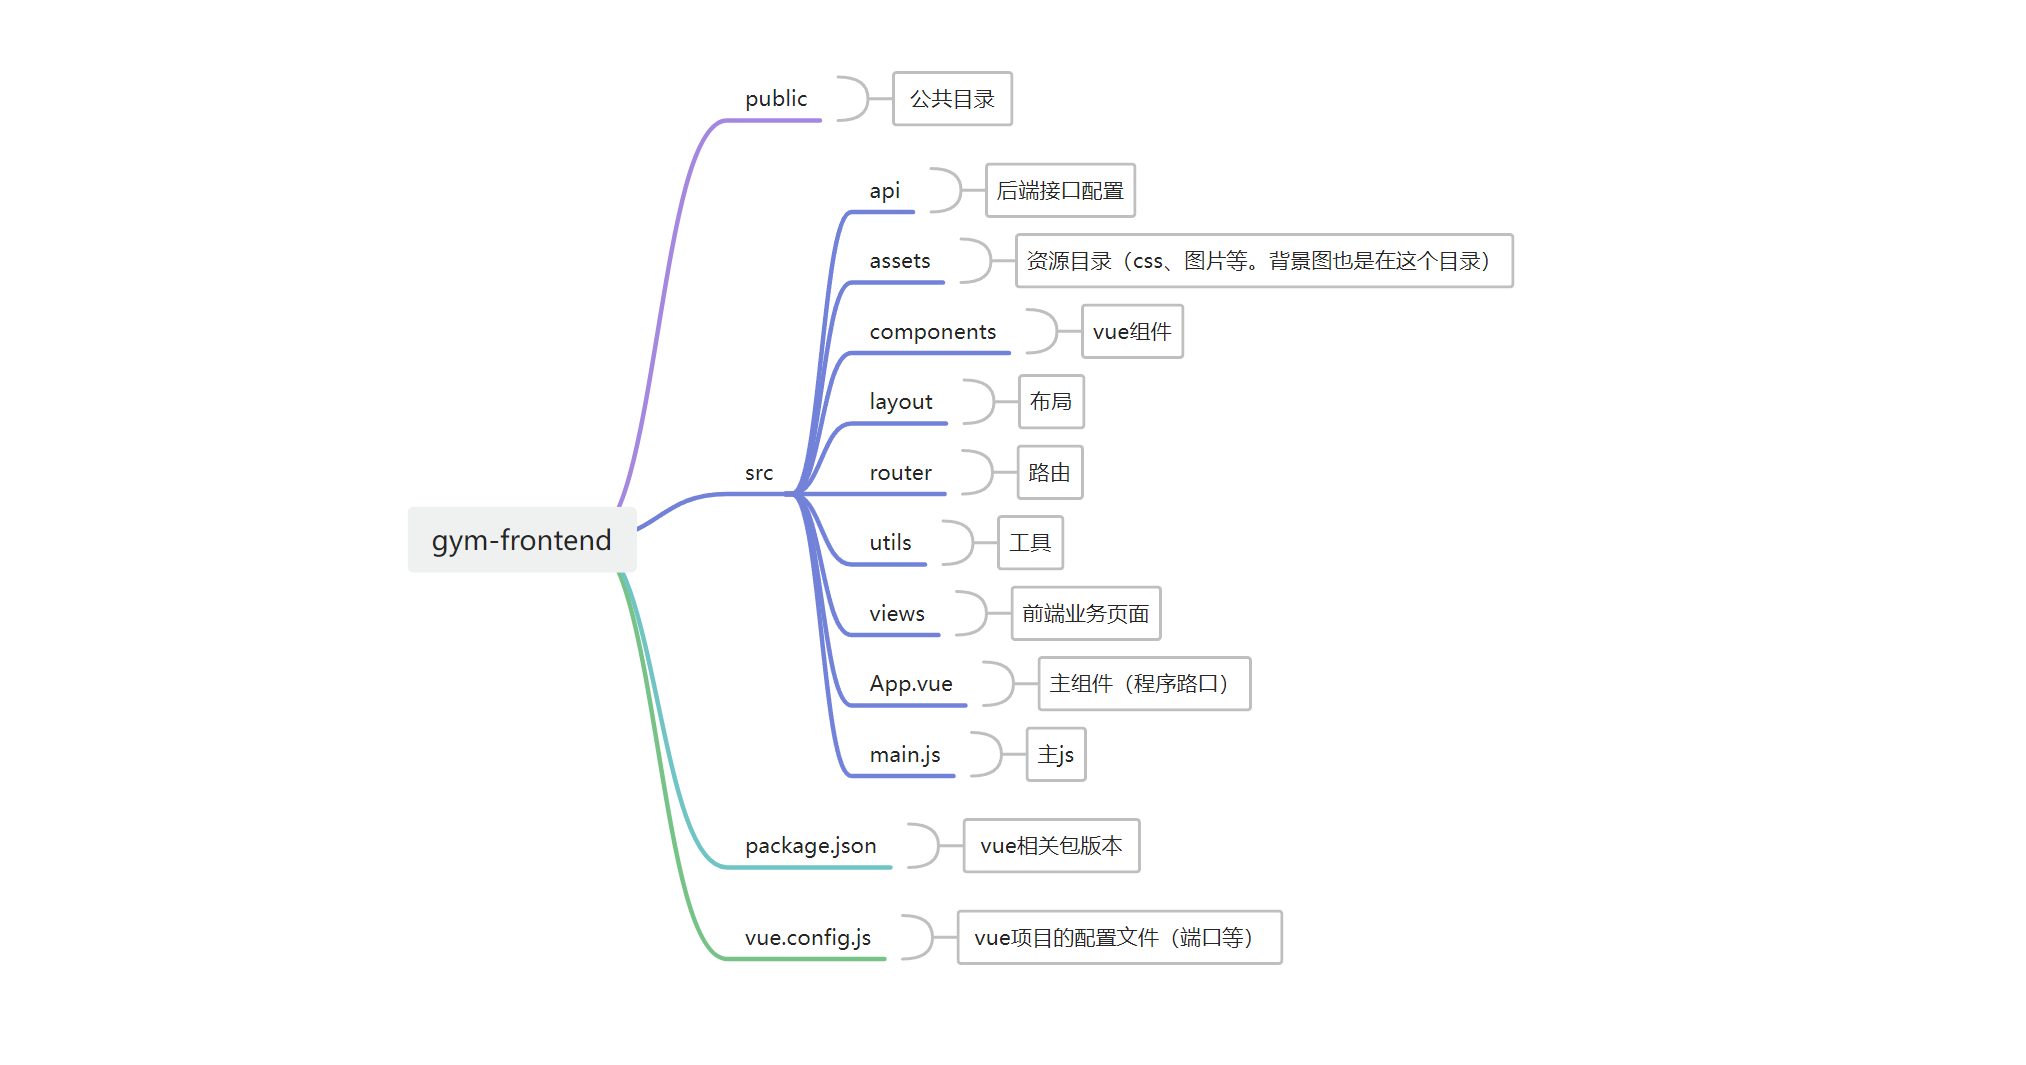 gym-frontend
public
公共目录
src
api
后端接口配置
assets
资源目录（css、图片等。背景图也是在这个目录）
components
vue组件
layout
布局
router
路由
utils
工具
views
前端业务页面
App.vue
主组件（程序路口）
main.js
主js
package.json
vue相关包版本
vue.config.js
vue项目的配置文件（端口等）